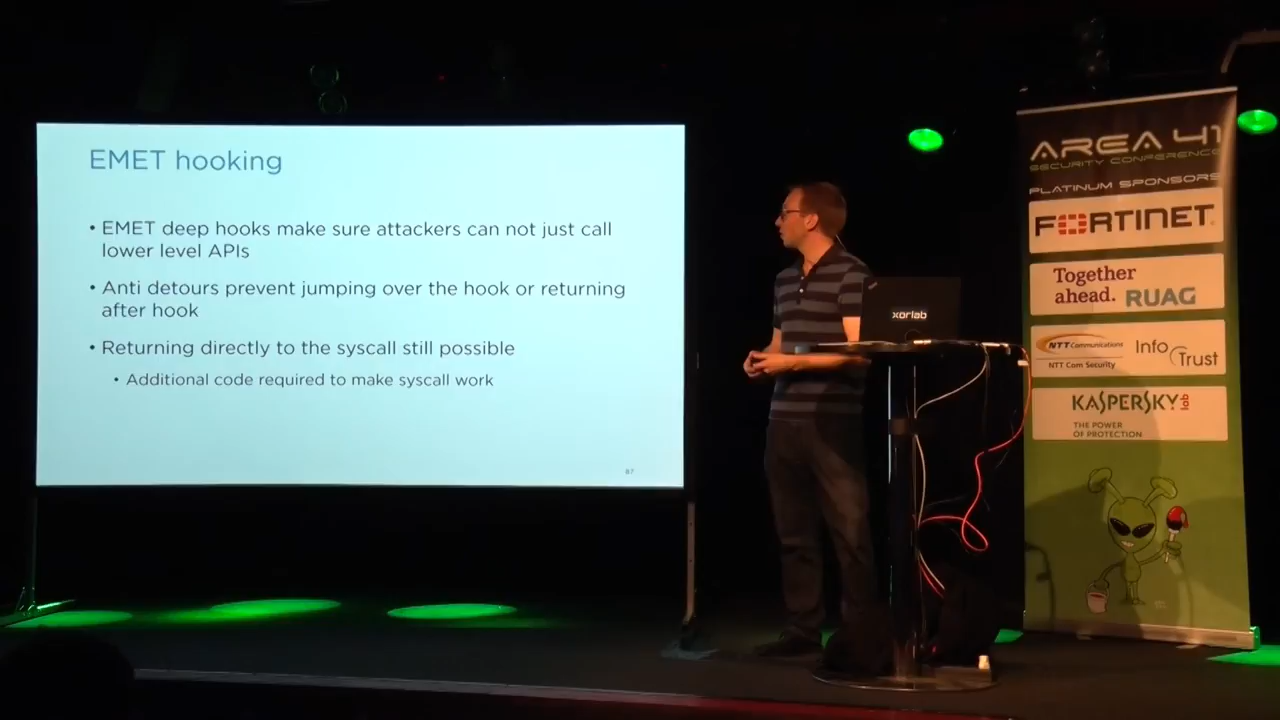 EMET hooking
• EMET deep hooks make sure attackers can not just call
lower level APIs
• Anti detours prevent jumping over the hook or returning
after hook
• Returning directly to the syscall still possible
• Additional code required to make syscall work
87
xorlab
AREA 41
SECURITY CONFERENCE
PLATINUM SPONSORS
FORTINET
Together
ahead. RUAG
NTT Communications
NTT Com Security
InfoTrust
KASPERSKY lab
THE POWER
OF PROTECTION